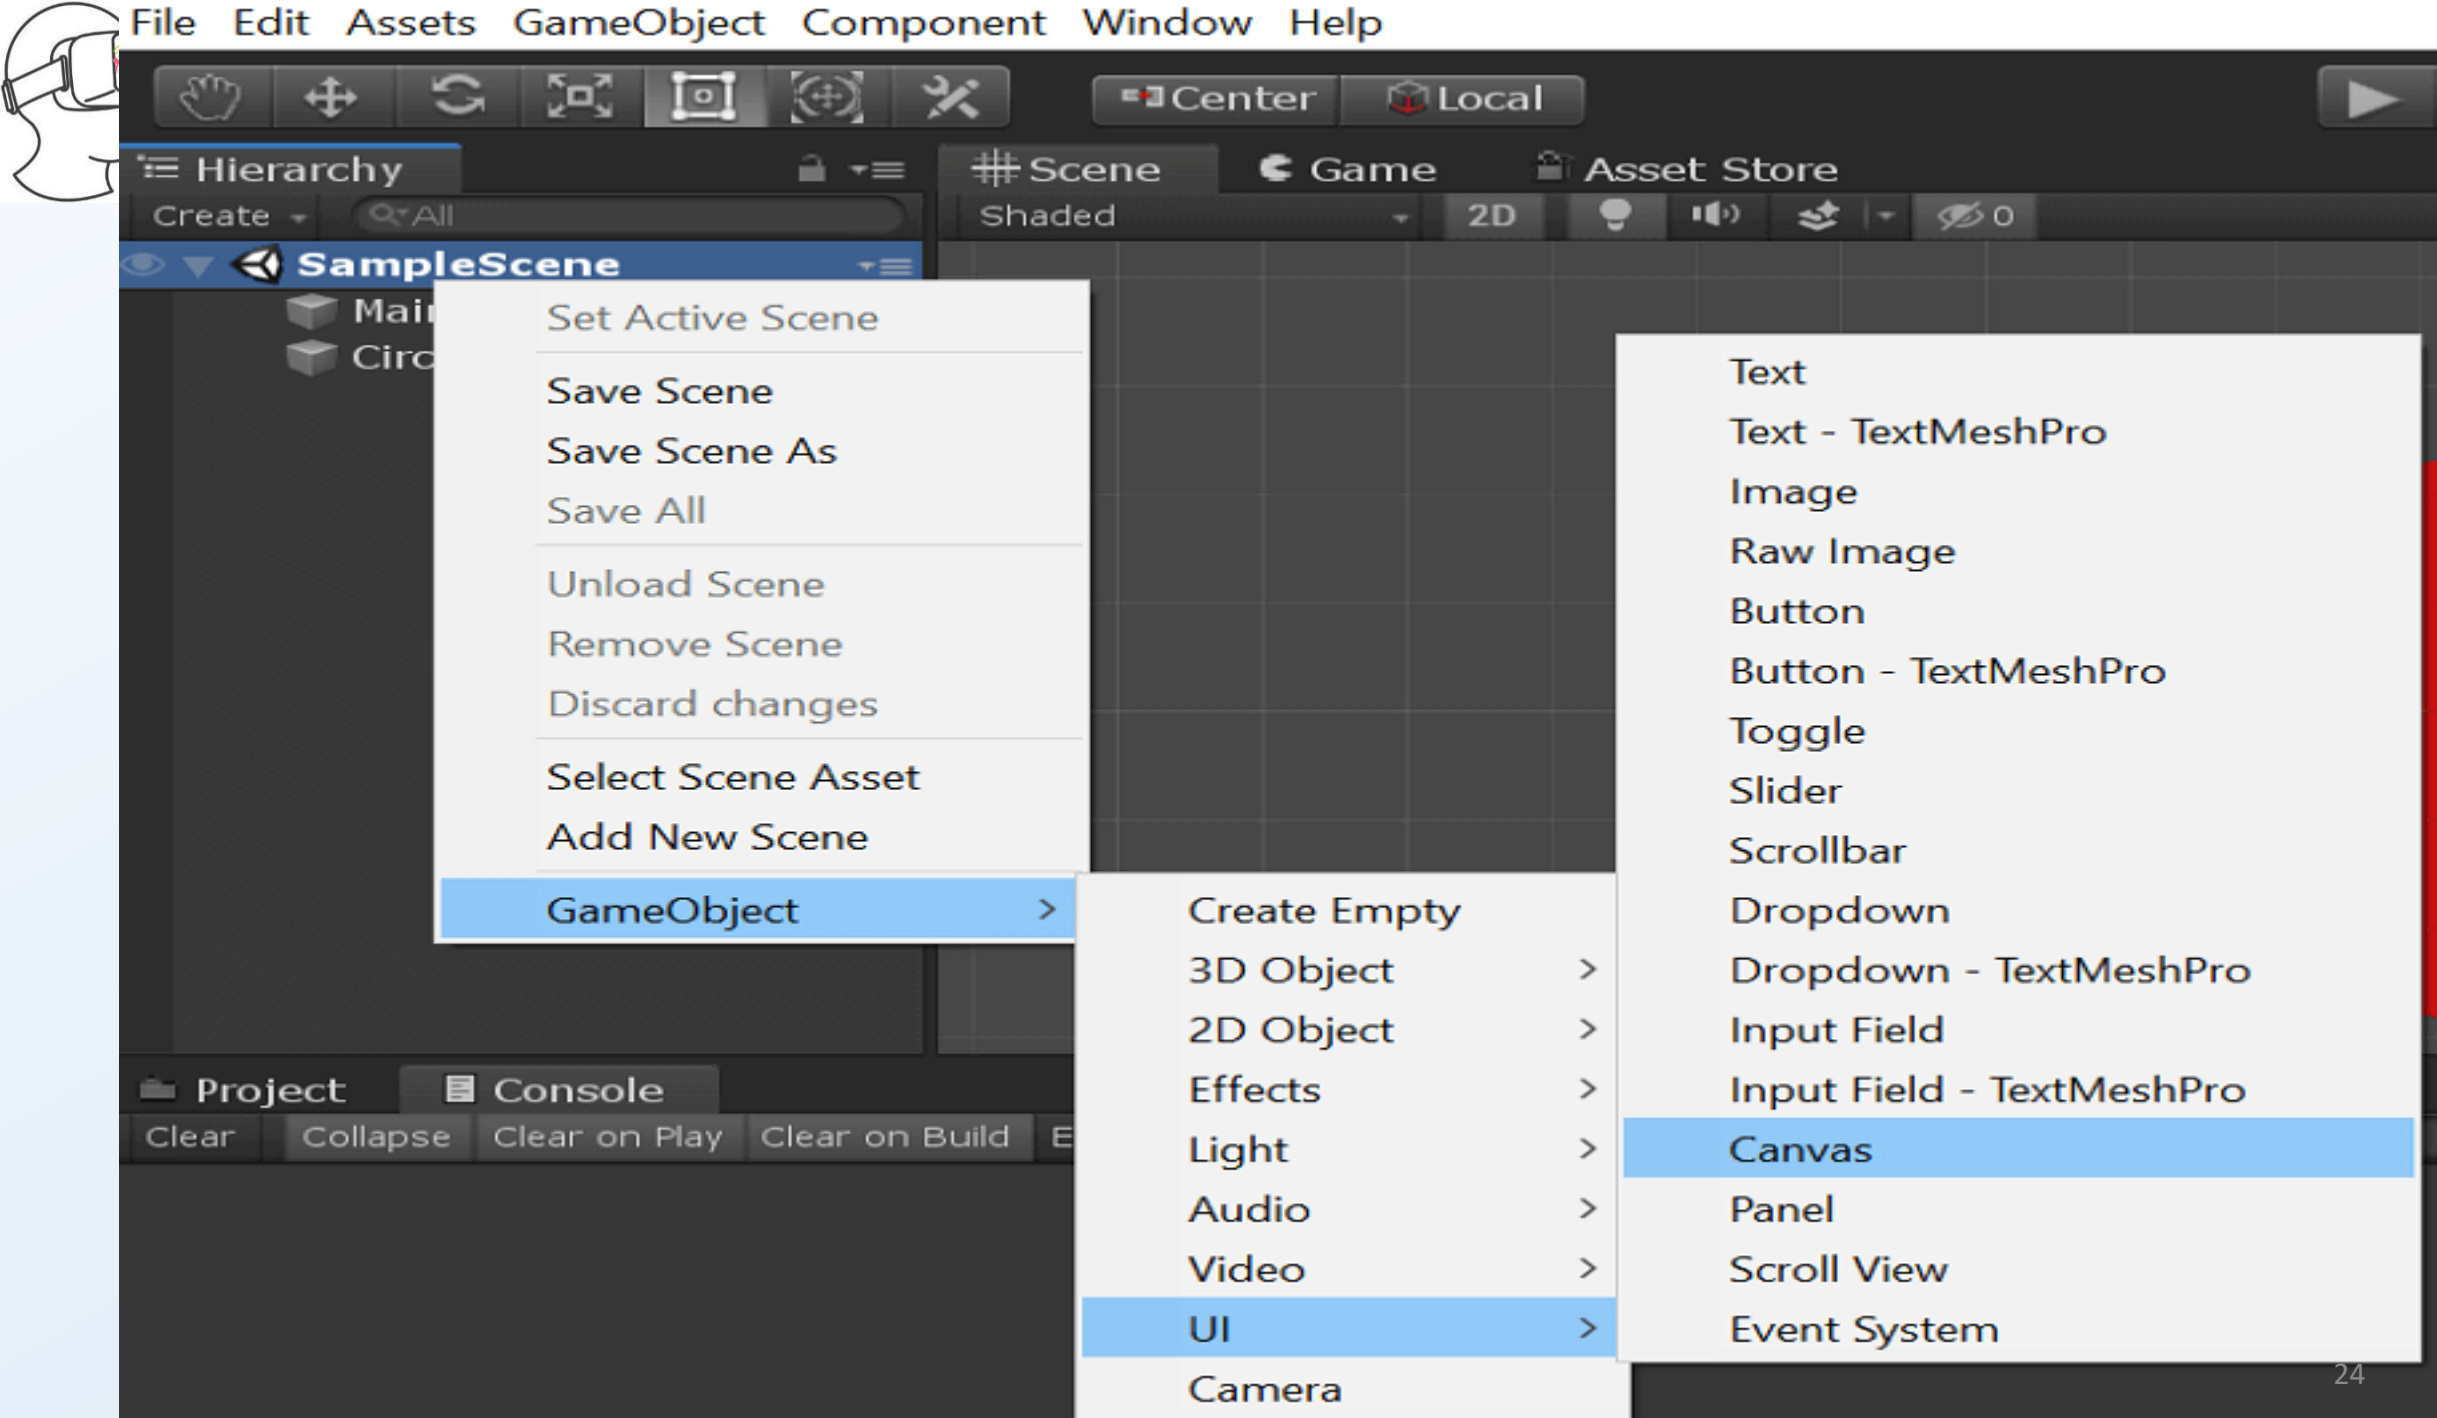 File Edit Assets GameObject Component Window Help
Center Local
Hierarchy
Create All
SampleScene
Set Active Scene
Save Scene
Save Scene As
Save All
Unload Scene
Remove Scene
Discard changes
Select Scene Asset
Add New Scene
GameObject >
Scene Game Asset Store
Shaded 2D 0
Create Empty
3D Object >
2D Object >
Effects >
Light >
Audio >
Video >
UI >
Camera
Text
Text - TextMeshPro
Image
Raw Image
Button
Button - TextMeshPro
Toggle
Slider
Scrollbar
Dropdown
Dropdown - TextMeshPro
Input Field
Input Field - TextMeshPro
Canvas
Panel
Scroll View
Event System
Project Console
Clear Collapse Clear on Play Clear on Build
24